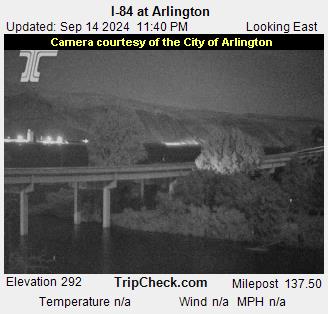 I-84 at Arlington
Updated: Sep 14 2024 11:40 PM Looking East
Camera courtesy of the City of Arlington
Elevation 292 TripCheck.com Milepost 137.50
Temperature n/a Wind n/a MPH n/a